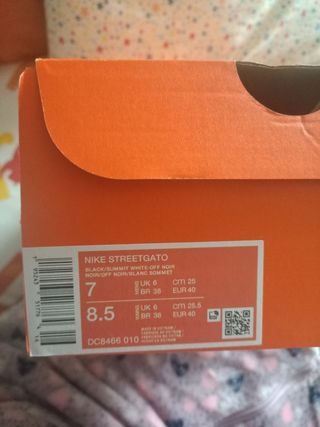 NIKE STREETGATO
BLACK/SUMMIT WHITE-OFF NOIR
NOIR/OFF NOIR/BLANC SOMMET
7 UK 6 cm 25
BR 38 EUR 40
8.5 UK 6 cm 25.5
BR 38 EUR 40
DC8466 010